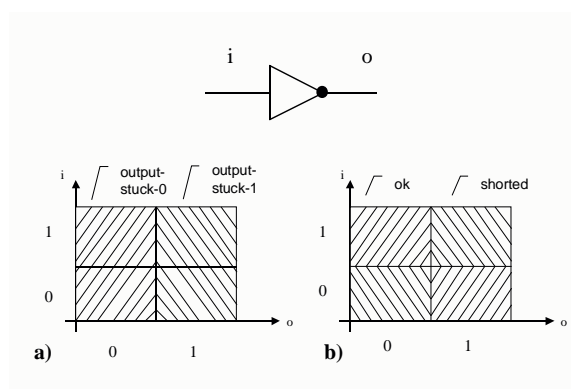 i o
output-stuck-0 output-stuck-1
i
1
0
o
a) 0 1
ok shorted
i
1
0
o
b) 0 1